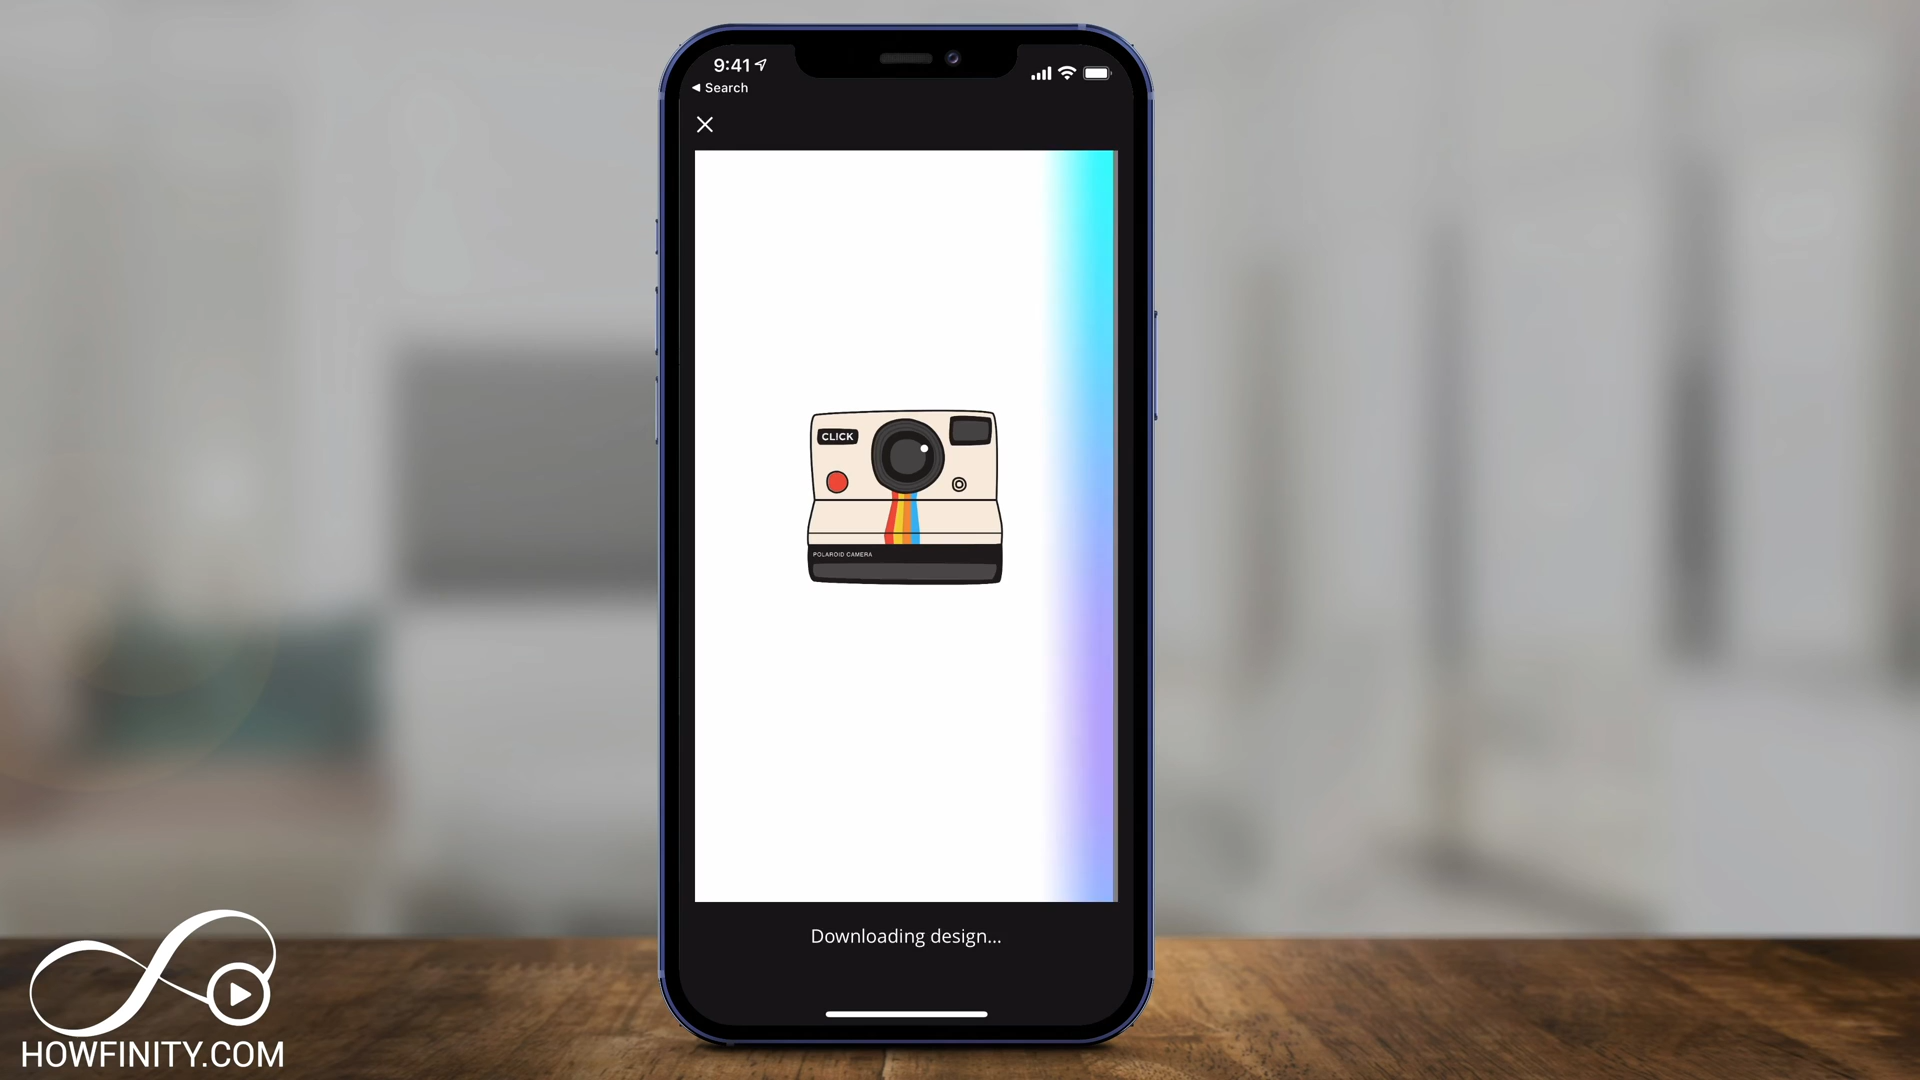 9:41
Search
CLICK
POLAROID CAMERA
Downloading design...
HOWFINITY.COM